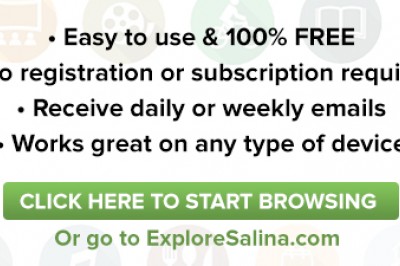 • Easy to use & 100% FREE
o registration or subscription requi
• Receive daily or weekly emails
• Works great on any type of device
CLICK HERE TO START BROWSING
Or go to ExploreSalina.com